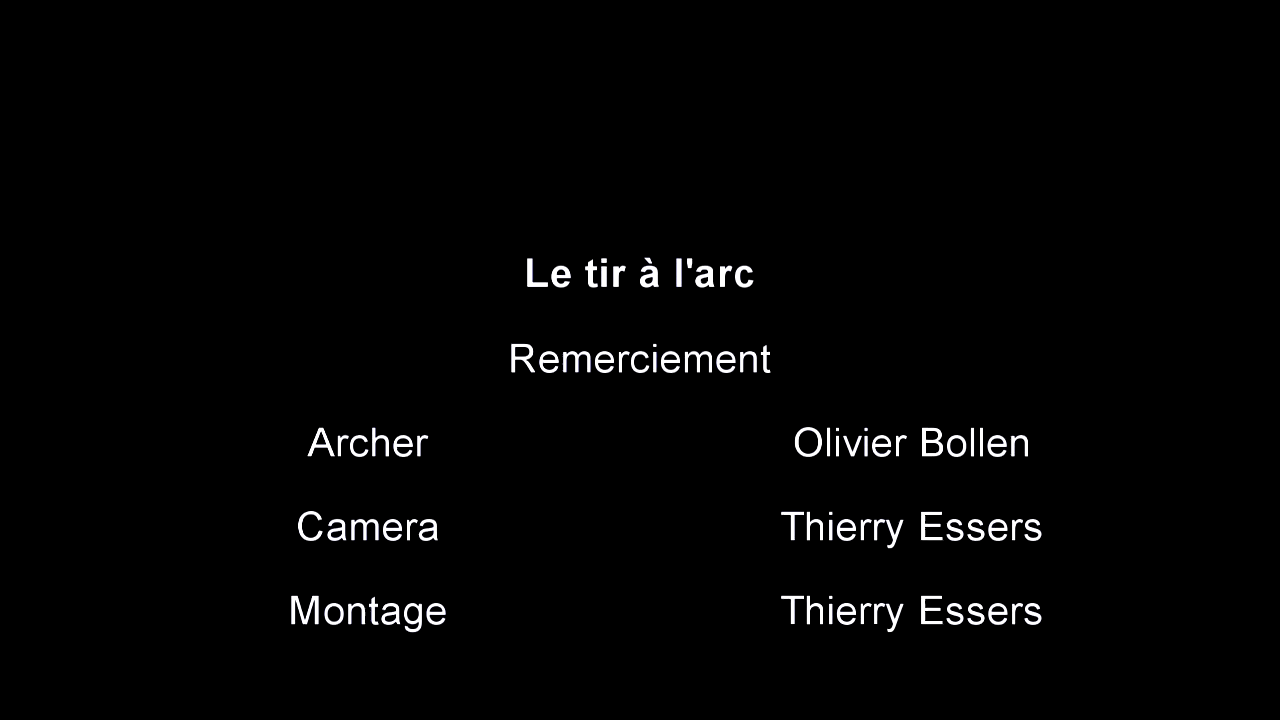 Le tir à l'arc
Remerciement
Archer Olivier Bollen
Camera Thierry Essers
Montage Thierry Essers